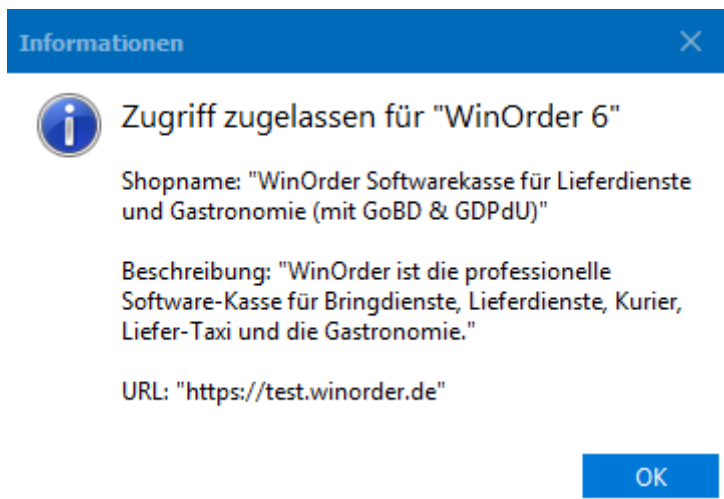 Informationen
Zugriff zugelassen für "WinOrder 6"
Shopname: "WinOrder Softwarekasse für Lieferdienste
und Gastronomie (mit GoBD & GDPdU)"
Beschreibung: "WinOrder ist die professionelle
Software-Kasse für Bringdienste, Lieferdienste, Kurier,
Liefer-Taxi und die Gastronomie."
URL: "https://test.winorder.de"
OK